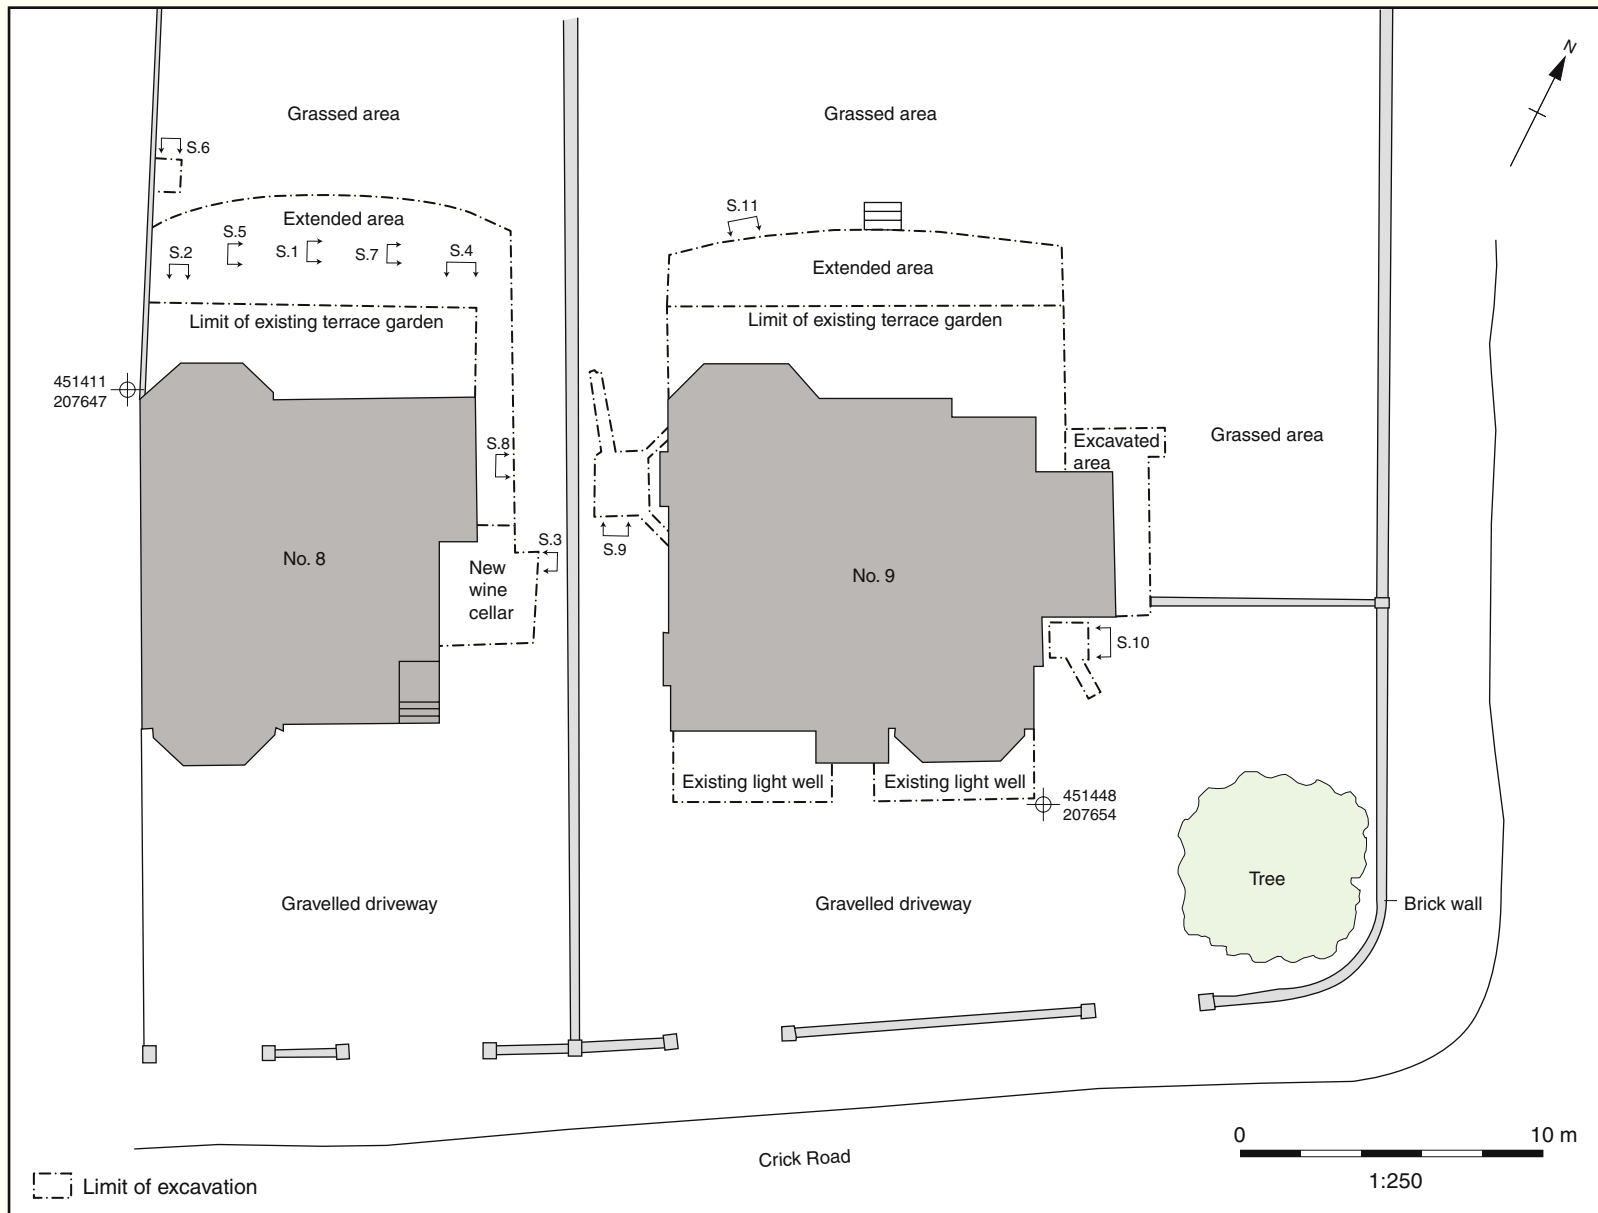 N
Grassed area
Grassed area
S.6
S.11
Extended area
S.5
S.2
S.1
S.7
S.4
Extended area
Limit of existing terrace garden
Limit of existing terrace garden
451411
207647
S.8
Excavated
area
Grassed area
S.3
S.9
No. 8
New
wine
cellar
No. 9
S.10
Existing light well
Existing light well
451448
207654
Tree
Gravelled driveway
Gravelled driveway
Brick wall
0
10 m
Crick Road
1:250
Limit of excavation